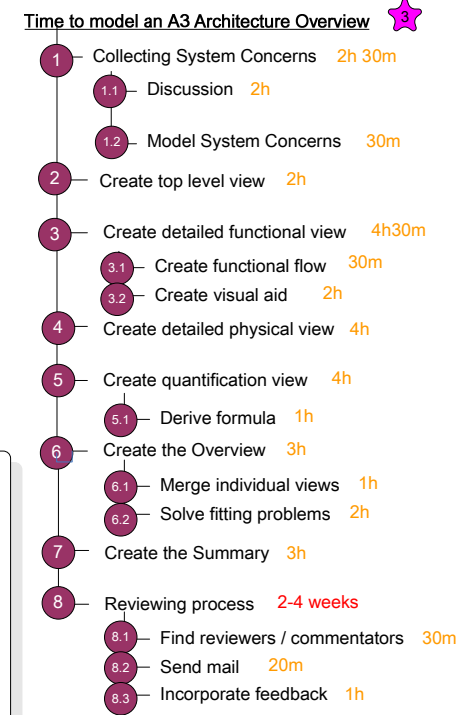 Time to model an A3 Architecture Overview 3
1 Collecting System Concerns 2h 30m
1.1 Discussion 2h
1.2 Model System Concerns 30m
2 Create top level view 2h
3 Create detailed functional view 4h30m
3.1 Create functional flow 30m
3.2 Create visual aid 2h
4 Create detailed physical view 4h
5 Create quantification view 4h
5.1 Derive formula 1h
6 Create the Overview 3h
6.1 Merge individual views 1h
6.2 Solve fitting problems 2h
7 Create the Summary 3h
8 Reviewing process 2-4 weeks
8.1 Find reviewers / commentators 30m
8.2 Send mail 20m
8.3 Incorporate feedback 1h